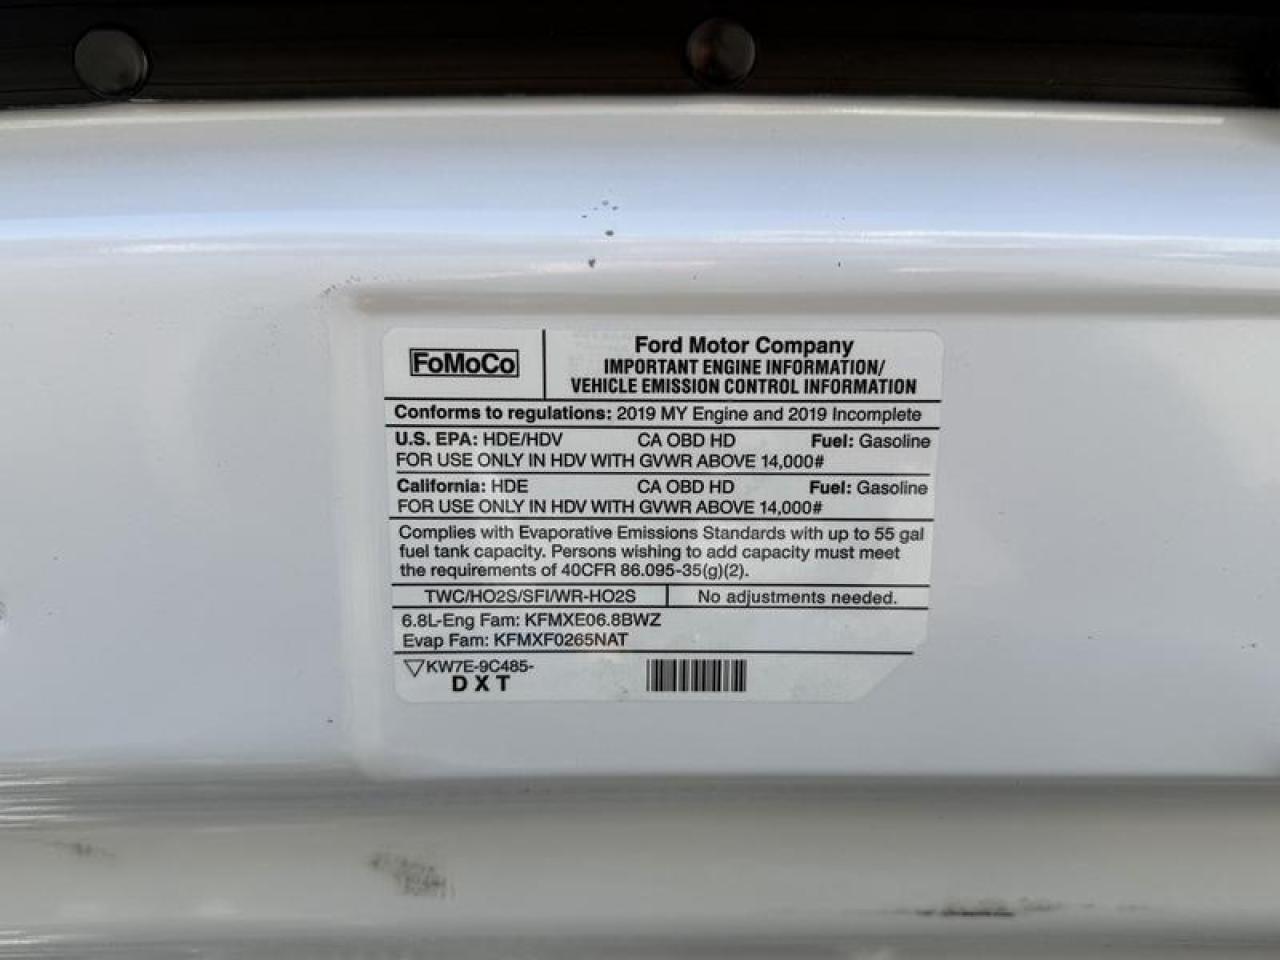 FoMoCo
Ford Motor Company
IMPORTANT ENGINE INFORMATION/
VEHICLE EMISSION CONTROL INFORMATION
Conforms to regulations: 2019 MY Engine and 2019 Incomplete
U.S. EPA: HDE/HDV CA OBD HD Fuel: Gasoline
FOR USE ONLY IN HDV WITH GVWR ABOVE 14,000#
California: HDE CA OBD HD Fuel: Gasoline
FOR USE ONLY IN HDV WITH GVWR ABOVE 14,000#
Complies with Evaporative Emissions Standards with up to 55 gal
fuel tank capacity. Persons wishing to add capacity must meet
the requirements of 40CFR 86.095-35(g)(2).
TWC/HO2S/SFI/WR-HO2S No adjustments needed.
6.8L-Eng Fam: KFMXE06.8BWZ
Evap Fam: KFMXF0265NAT
KW7E-9C485-
DXT